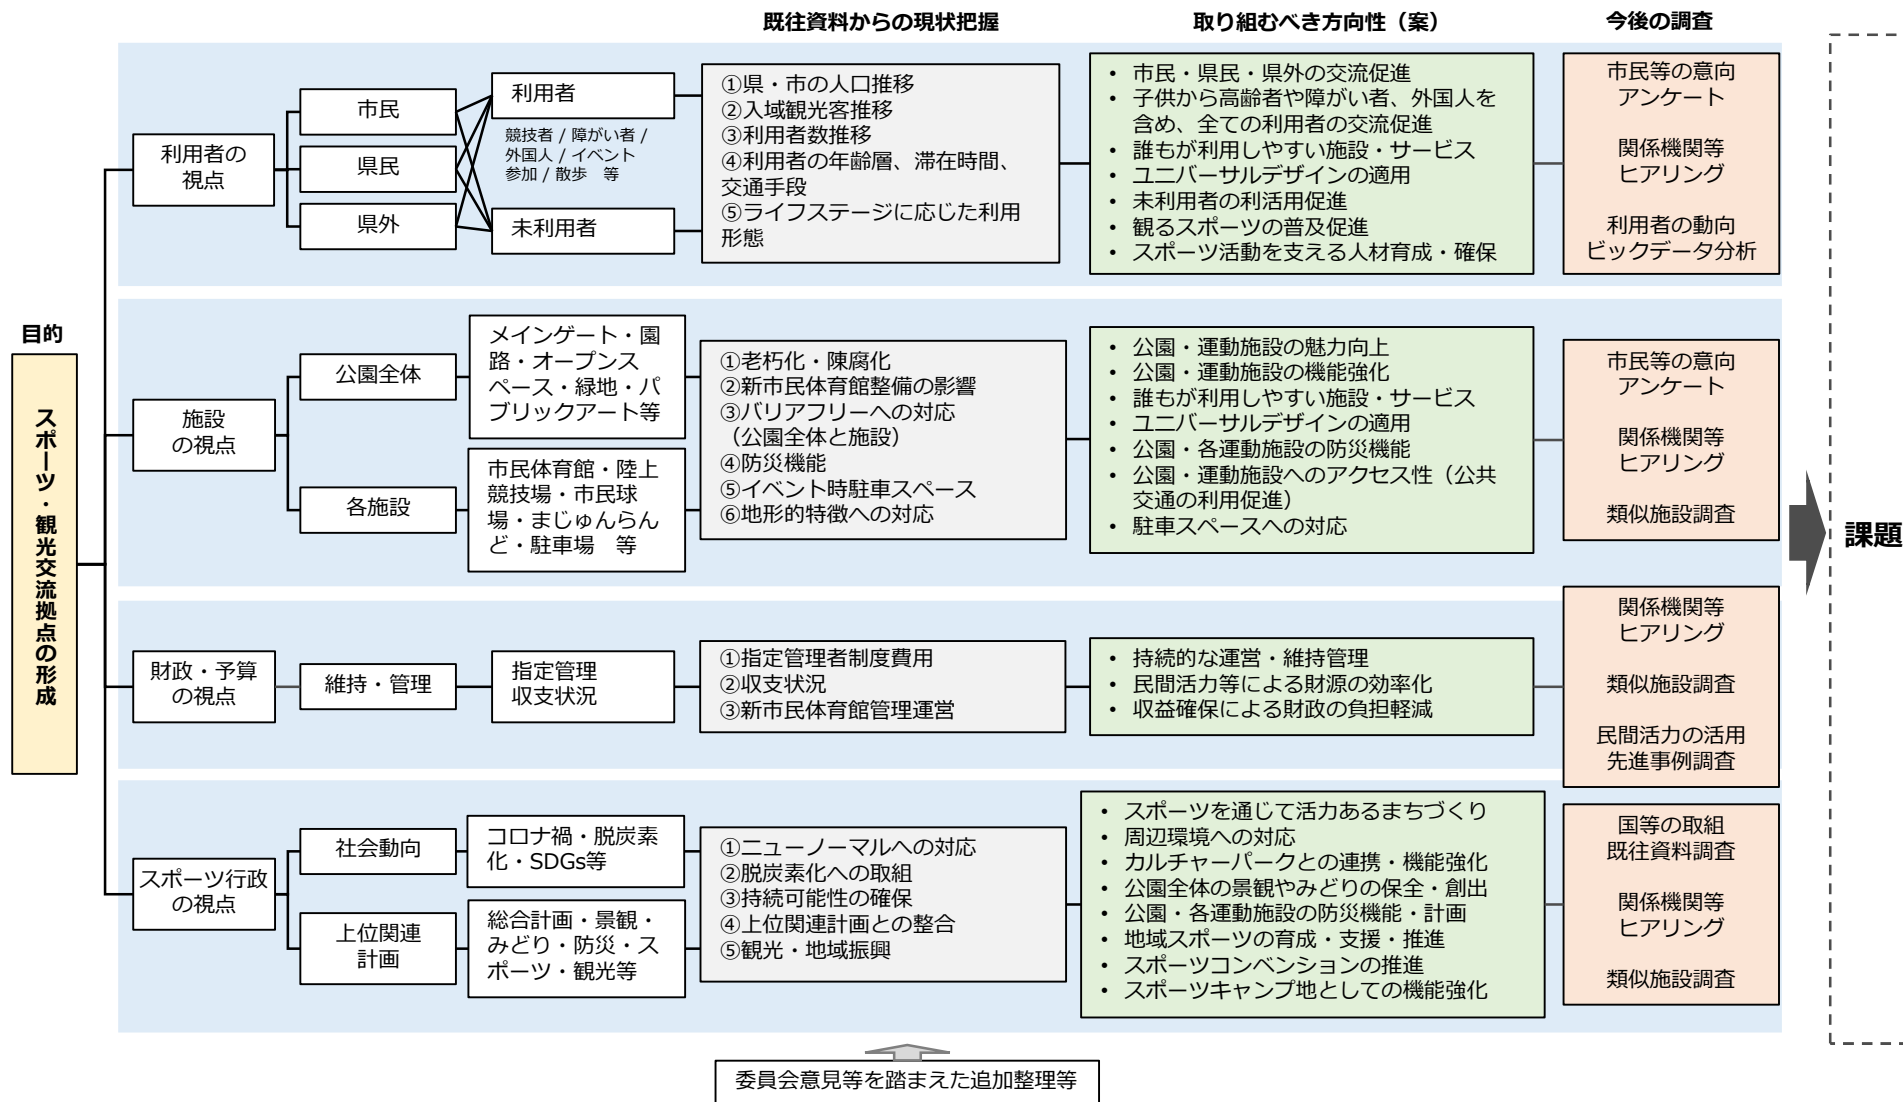 既往資料からの現状把握
取り組むべき方向性（案）
今後の調査
目的
スポーツ・観光交流拠点の形成
利用者の
視点
市民
県民
県外
利用者
競技者 / 障がい者 /
外国人 / イベント
参加 / 散歩　等
未利用者
①県・市の人口推移
②入域観光客推移
③利用者数推移
④利用者の年齢層、滞在時間、
交通手段
⑤ライフステージに応じた利用
形態
• 市民・県民・県外の交流促進
• 子供から高齢者や障がい者、外国人を
含め、全ての利用者の交流促進
• 誰もが利用しやすい施設・サービス
• ユニバーサルデザインの適用
• 未利用者の利活用促進
• 観るスポーツの普及促進
• スポーツ活動を支える人材育成・確保
市民等の意向
アンケート
関係機関等
ヒアリング
利用者の動向
ビックデータ分析
施設
の視点
公園全体
メインゲート・園
路・オープンス
ペース・緑地・パ
ブリックアート等
各施設
市民体育館・陸上
競技場・市民球
場・まじゅんらん
ど・駐車場　等
①老朽化・陳腐化
②新市民体育館整備の影響
③バリアフリーへの対応
（公園全体と施設）
④防災機能
⑤イベント時駐車スペース
⑥地形的特徴への対応
• 公園・運動施設の魅力向上
• 公園・運動施設の機能強化
• 誰もが利用しやすい施設・サービス
• ユニバーサルデザインの適用
• 公園・各運動施設の防災機能
• 公園・運動施設へのアクセス性（公共
交通の利用促進）
• 駐車スペースへの対応
市民等の意向
アンケート
関係機関等
ヒアリング
類似施設調査
課題
財政・予算
の視点
維持・管理
指定管理
収支状況
①指定管理者制度費用
②収支状況
③新市民体育館管理運営
• 持続的な運営・維持管理
• 民間活力等による財源の効率化
• 収益確保による財政の負担軽減
関係機関等
ヒアリング
類似施設調査
民間活力の活用
先進事例調査
スポーツ行政
の視点
社会動向
コロナ禍・脱炭素
化・SDGs等
上位関連
計画
総合計画・景観・
みどり・防災・ス
ポーツ・観光等
①ニューノーマルへの対応
②脱炭素化への取組
③持続可能性の確保
④上位関連計画との整合
⑤観光・地域振興
• スポーツを通じて活力あるまちづくり
• 周辺環境への対応
• カルチャーパークとの連携・機能強化
• 公園全体の景観やみどりの保全・創出
• 公園・各運動施設の防災機能・計画
• 地域スポーツの育成・支援・推進
• スポーツコンベンションの推進
• スポーツキャンプ地としての機能強化
国等の取組
既往資料調査
関係機関等
ヒアリング
類似施設調査
委員会意見等を踏まえた追加整理等